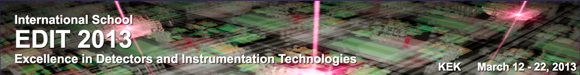 International School
EDIT 2013
Excellence in Detectors and Instrumentation Technologies
KEK March 12 - 22, 2013